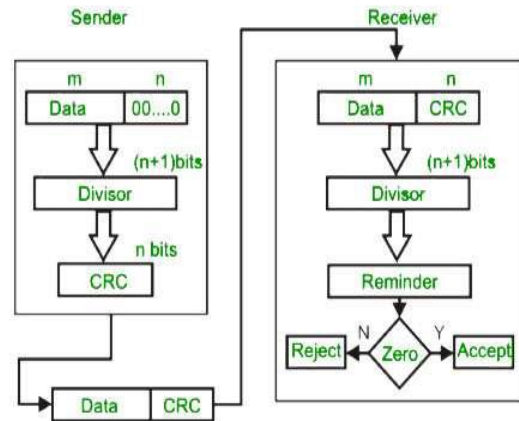 Sender
m n
Data 00....0
(n+1)bits
Divisor
n bits
CRC
Data CRC
Receiver
m n
Data CRC
(n+1)bits
Divisor
Reminder
N Y
Reject Zero Accept